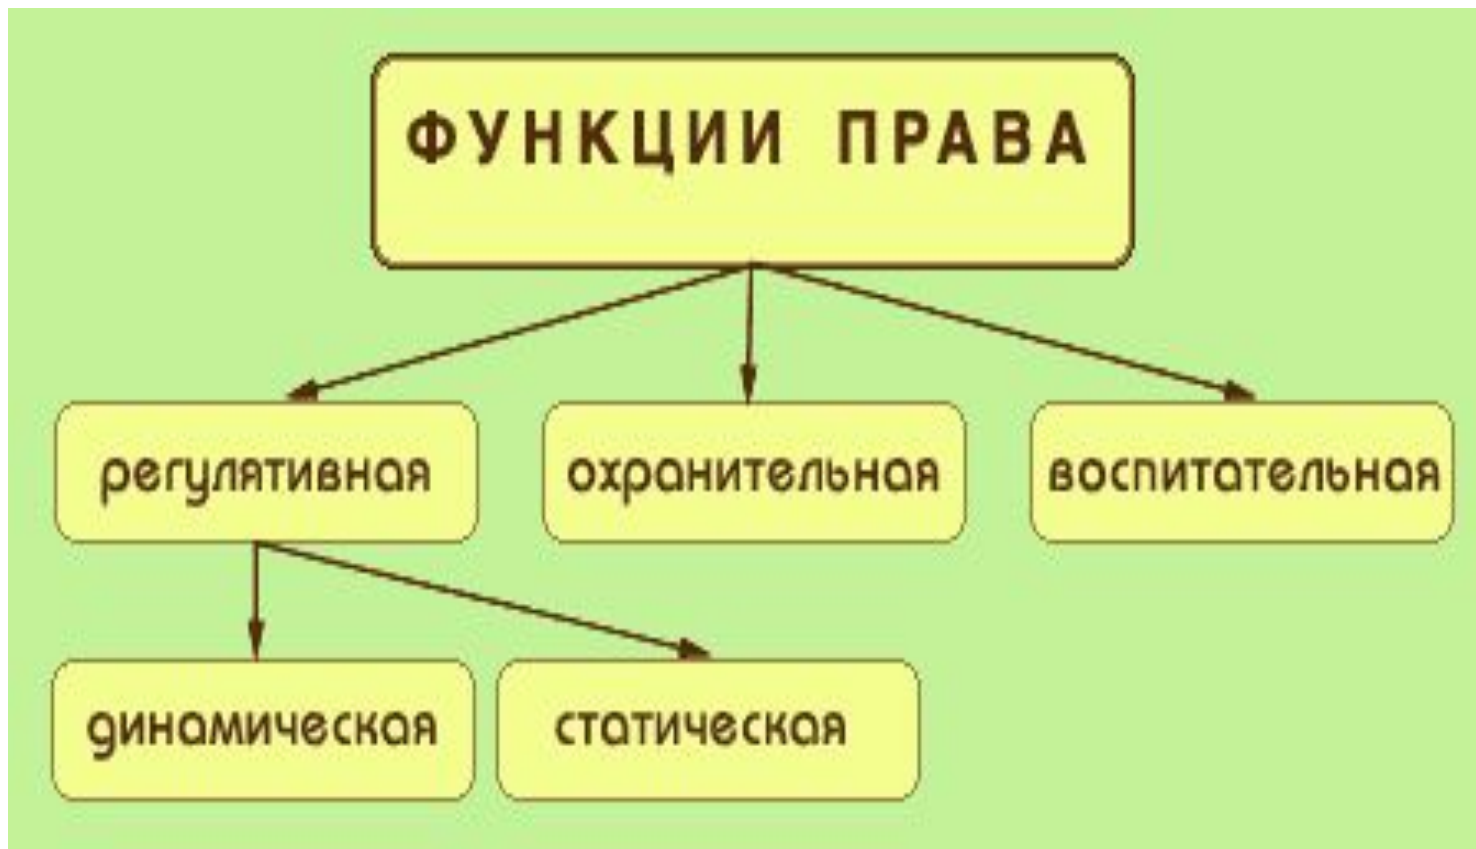 ФУНКЦИИ ПРАВА
регулятивная
охранительная
воспитательная
динамическая
статическая